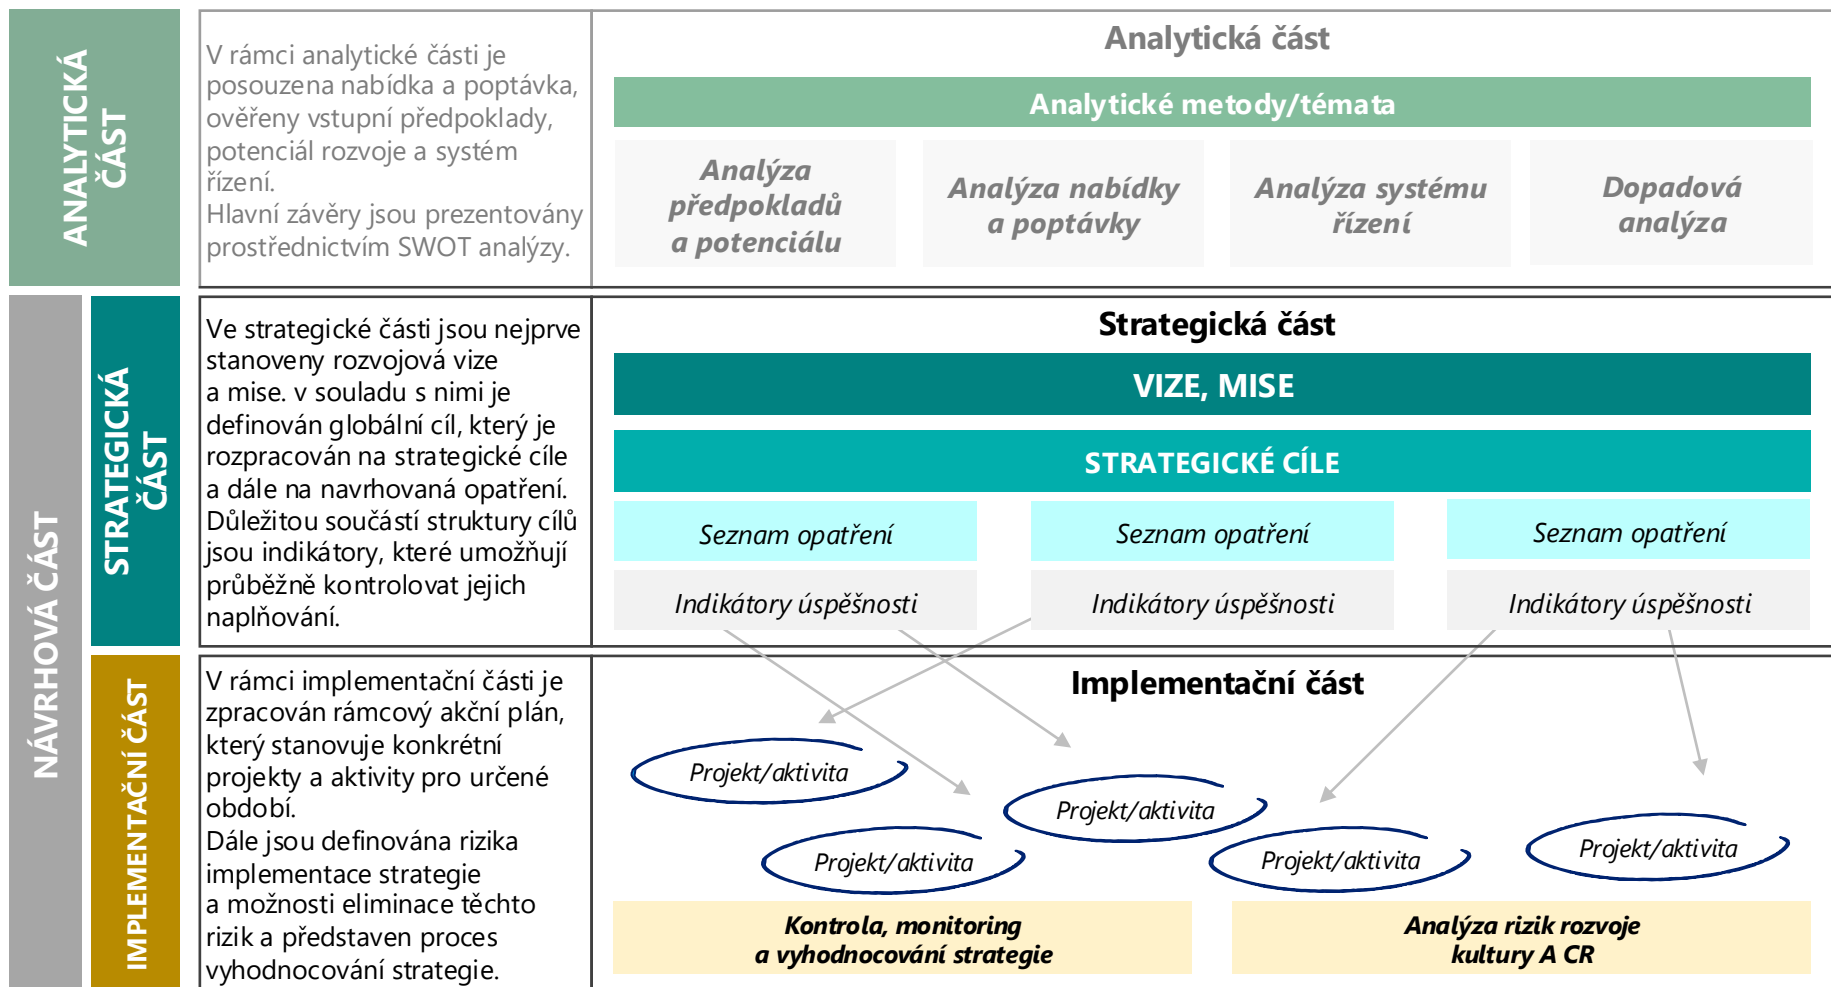 ANALYTICKÁ
ČÁST
V rámci analytické části je
posouzena nabídka a poptávka,
ověřeny vstupní předpoklady,
potenciál rozvoje a systém
řízení.
Hlavní závěry jsou prezentovány
prostřednictvím SWOT analýzy.
Analytická část
Analytické metody/témata
Analýza
předpokladů
a potenciálu
Analýza nabídky
a poptávky
Analýza systému
řízení
Dopadová
analýza
NÁVRHOVÁ ČÁST
STRATEGICKÁ
ČÁST
Ve strategické části jsou nejprve
stanoveny rozvojová vize
a mise. v souladu s nimi je
definován globální cíl, který je
rozpracován na strategické cíle
a dále na navrhovaná opatření.
Důležitou součástí struktury cílů
jsou indikátory, které umožňují
průběžně kontrolovat jejich
naplňování.
Strategická část
VIZE, MISE
STRATEGICKÉ CÍLE
Seznam opatření
Seznam opatření
Seznam opatření
Indikátory úspěšnosti
Indikátory úspěšnosti
Indikátory úspěšnosti
IMPLEMENTAČNÍ ČÁST
V rámci implementační části je
zpracován rámcový akční plán,
který stanovuje konkrétní
projekty a aktivity pro určené
období.
Dále jsou definována rizika
implementace strategie
a možnosti eliminace těchto
rizik a představen proces
vyhodnocování strategie.
Implementační část
Projekt/aktivita
Projekt/aktivita
Projekt/aktivita
Projekt/aktivita
Projekt/aktivita
Kontrola, monitoring
a vyhodnocování strategie
Analýza rizik rozvoje
kultury A CR